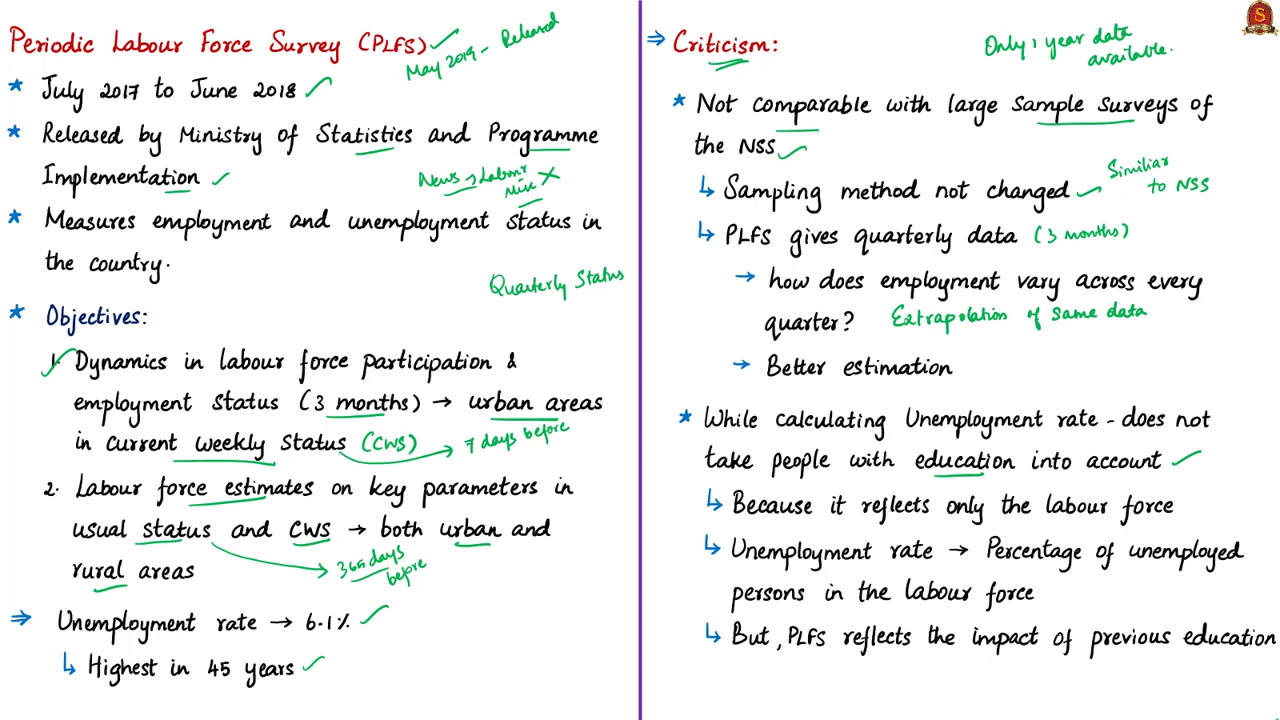 Periodic Labour Force Survey (PLFS)
May 2019 - Released
* July 2017 to June 2018
* Released by Ministry of Statistics and Programme
Implementation
News → Labour
Min ×
* Measures employment and unemployment status in
the country.
Quarterly Status
* Objectives:
1. Dynamics in labour force participation &
employment status (3 months) → urban areas
in current weekly status (CWS) → 7 days before
2. Labour force estimates on key parameters in
usual status and CWS → both urban and
rural areas
365 days
before
⇒ Unemployment rate → 6.1%
↳ Highest in 45 years
⇒ Criticism:
Only 1 year data
available.
* Not comparable with large sample surveys of
the NSS
↳ Sampling method not changed
Similiar
to NSS
↳ PLFS gives quarterly data (3 months)
→ how does employment vary across every
quarter? Extrapolation of same data
→ Better estimation
* While calculating Unemployment rate - does not
take people with education into account
↳ Because it reflects only the labour force
↳ Unemployment rate → Percentage of unemployed
persons in the labour force
↳ But, PLFS reflects the impact of previous education